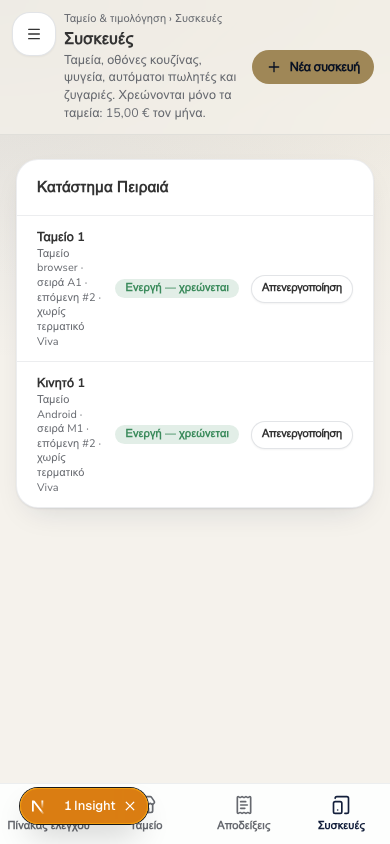 Ταμείο & τιμολόγηση › Συσκευές
Συσκευές
Ταμεία, οθόνες κουζίνας,
ψυγεία, αυτόματοι πωλητές και
ζυγαριές. Χρεώνονται μόνο τα
ταμεία: 15,00 € τον μήνα.
Νέα συσκευή
Κατάστημα Πειραιά
Ταμείο 1
Ταμείο
browser ·
σειρά A1 ·
επόμενη #2 ·
χωρίς
τερματικό
Viva
Ενεργή — χρεώνεται
Απενεργοποίηση
Κινητό 1
Ταμείο
Android ·
σειρά M1 ·
επόμενη #2 ·
χωρίς
τερματικό
Viva
Ενεργή — χρεώνεται
Απενεργοποίηση
1 Insight
Πίνακας ελέγχου
Ταμείο
Αποδείξεις
Συσκευές